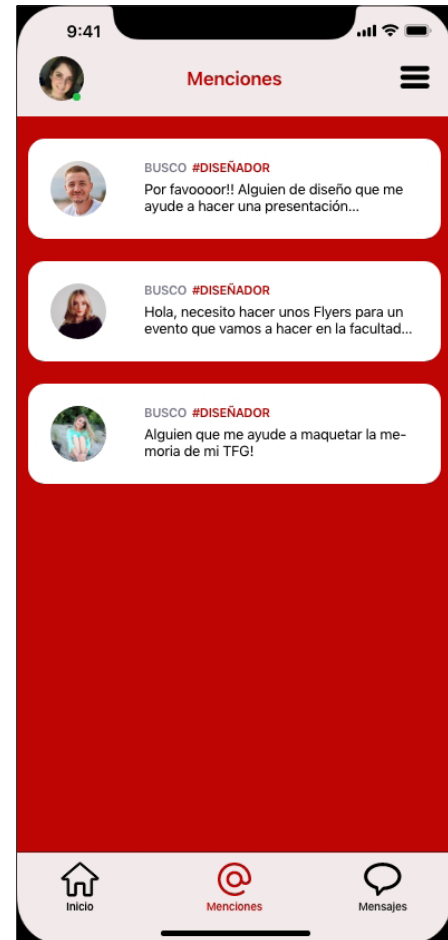 9:41
Menciones
BUSCO #DISEÑADOR
Por favoooor!! Alguien de diseño que me
ayude a hacer una presentación...
BUSCO #DISEÑADOR
Hola, necesito hacer unos Flyers para un
evento que vamos a hacer en la facultad...
BUSCO #DISEÑADOR
Alguien que me ayude a maquetar la me-
moria de mi TFG!
Inicio
Menciones
Mensajes